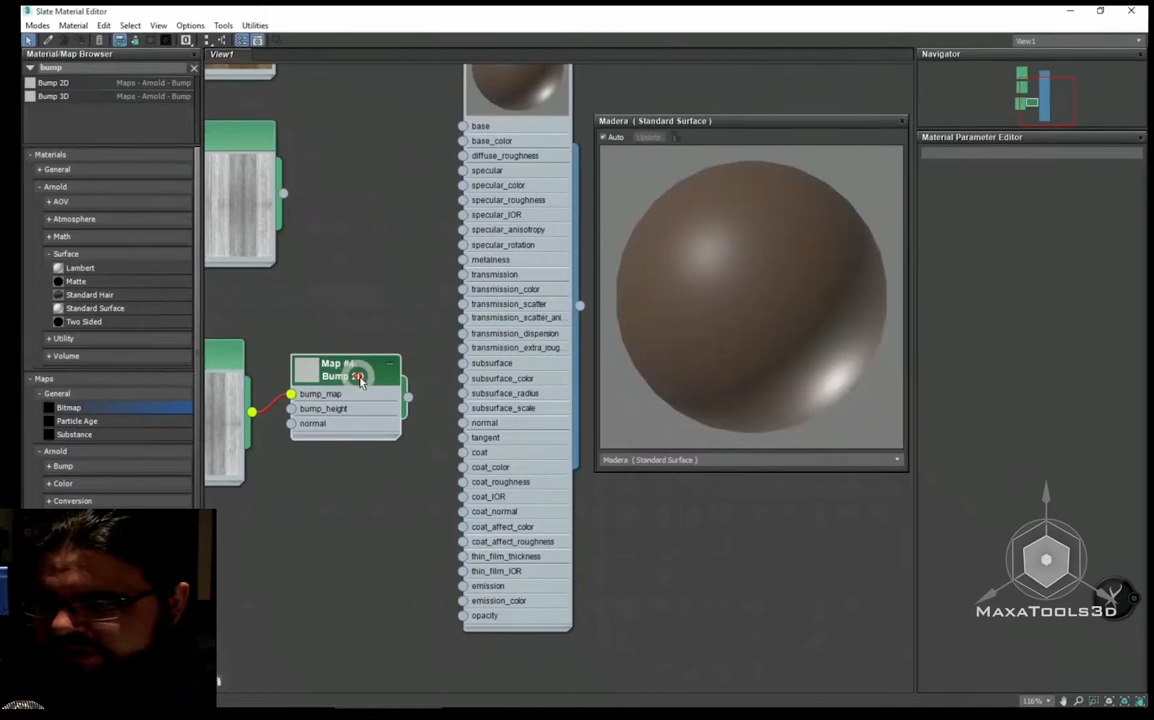 Slate Material Editor
Modes Material Edit Select View Options Tools Utilities
View1
Material/Map Browser
View1
Navigator
bump
Bump 2D Maps - Arnold - Bump
Bump 3D Maps - Arnold - Bump
- Materials
+ General
- Arnold
+ AOV
+ Atmosphere
+ Math
- Surface
Lambert
Matte
Standard Hair
Standard Surface
Two Sided
+ Utility
+ Volume
- Maps
- General
Bitmap
Particle Age
Substance
- Arnold
+ Bump
+ Color
+ Conversion
Map #4
Bump
bump_map
bump_height
normal
base
base_color
diffuse_roughness
specular
specular_color
specular_roughness
specular_IOR
specular_anisotropy
specular_rotation
metalness
transmission
transmission_color
transmission_scatter
transmission_scatter_ani...
transmission_dispersion
transmission_extra_roug...
subsurface
subsurface_color
subsurface_radius
subsurface_scale
normal
tangent
coat
coat_color
coat_roughness
coat_IOR
coat_normal
coat_affect_color
coat_affect_roughness
thin_film_thickness
thin_film_IOR
emission
emission_color
opacity
Madera ( Standard_Surface )
Auto Update
Madera (Standard Surface )
Material Parameter Editor
MAXATOOLS3D
116%